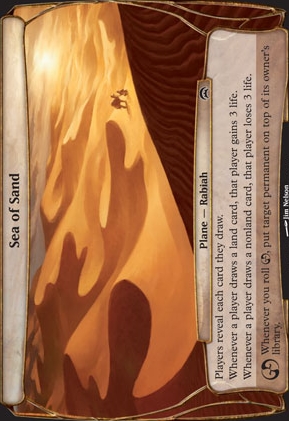 Sea of Sand
Plane — Rabiah
Players reveal each card they draw.
Whenever a player draws a land card, that player gains 3 life.
Whenever a player draws a nonland card, that player loses 3 life.
Whenever you roll , put target permanent on top of its owner's
library.
Jim Nelson